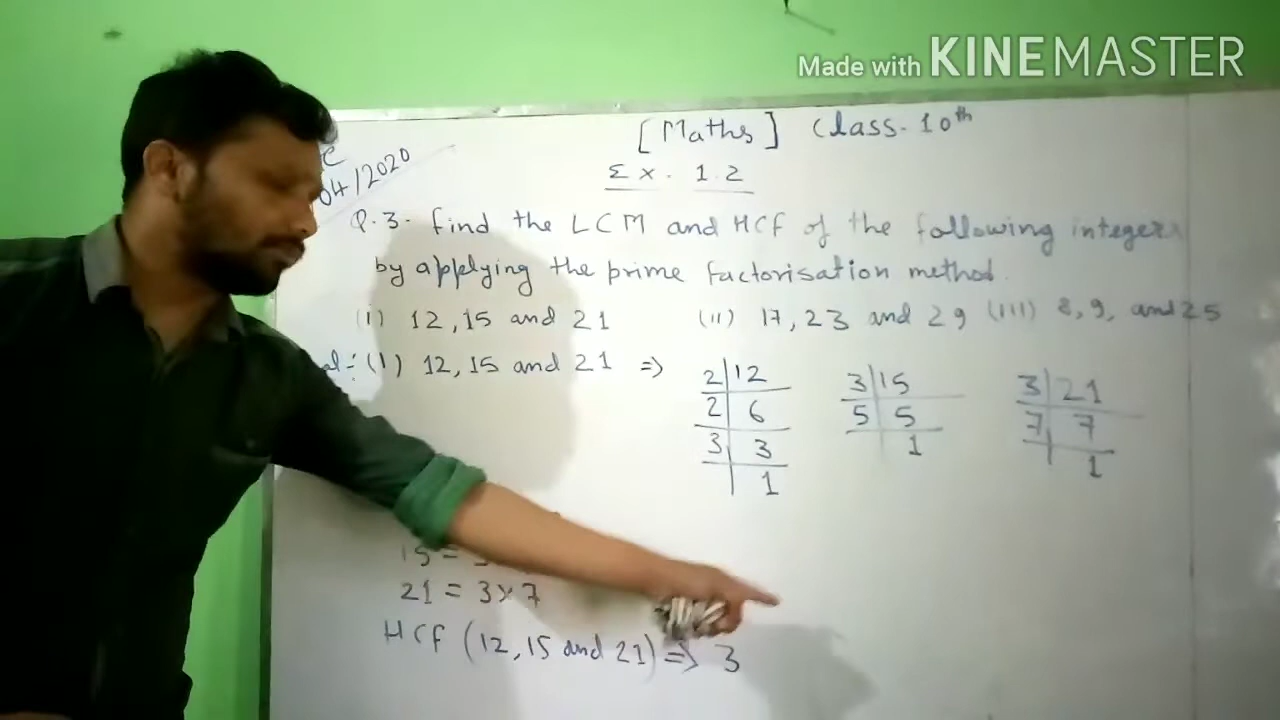 Made with KINEMASTER
[Maths] Class-10th
04/2020
Ex. 1.2
Q.3. find the LCM and HCF of the following integers
by applying the prime factorisation method.
(i) 12, 15 and 21 (ii) 17, 23 and 29 (iii) 8, 9, and 25
(i) 12, 15 and 21 =>
2 | 12
2 | 6
3 | 3
1
3 | 15
5 | 5
1
3 | 21
7 | 7
1
15 = 3
21 = 3 x 7
HCF (12, 15 and 21) => 3